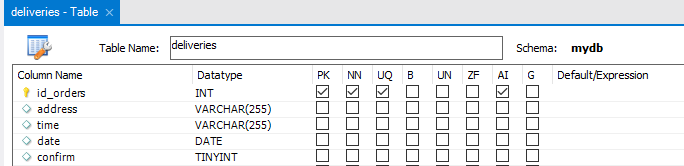 deliveries - Table
Table Name: deliveries Schema: mydb
Column Name Datatype PK NN UQ B UN ZF AI G Default/Expression
id_orders INT
address VARCHAR(255)
time VARCHAR(255)
date DATE
confirm TINYINT